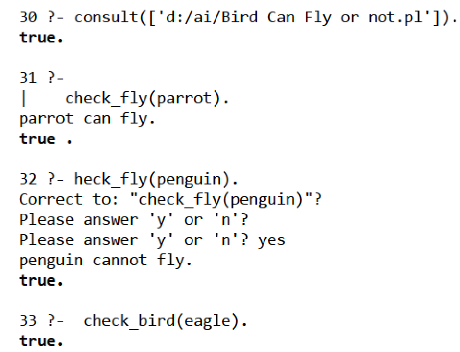 30 ?- consult(['d:/ai/Bird Can Fly or not.pl']).
true.
31 ?-
|    check_fly(parrot).
parrot can fly.
true .
32 ?- heck_fly(penguin).
Correct to: "check_fly(penguin)"?
Please answer 'y' or 'n'?
Please answer 'y' or 'n'? yes
penguin cannot fly.
true.
33 ?-  check_bird(eagle).
true.